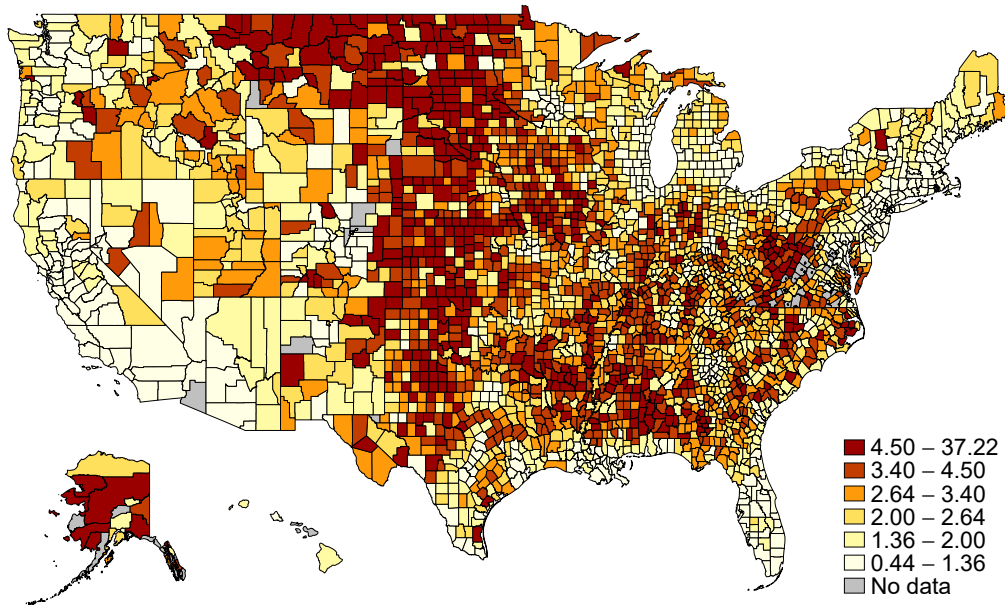 4.50 – 37.22
3.40 – 4.50
2.64 – 3.40
2.00 – 2.64
1.36 – 2.00
0.44 – 1.36
No data